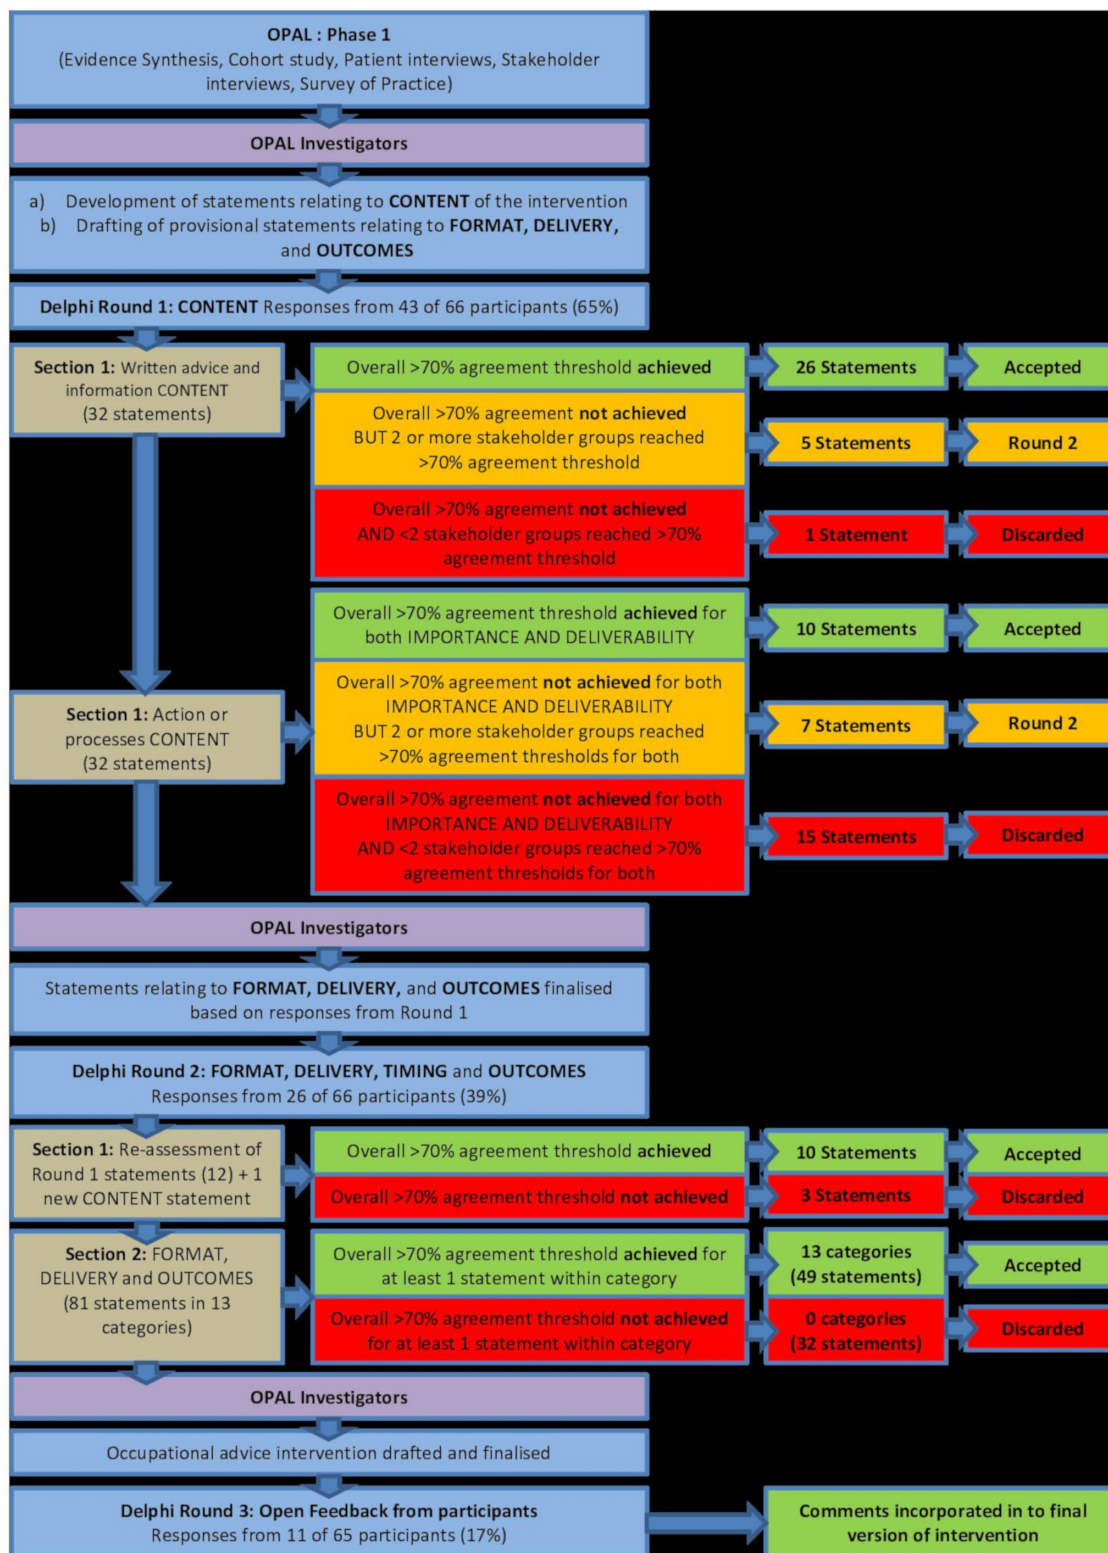 OPAL : Phase 1
(Evidence Synthesis, Cohort study, Patient interviews, Stakeholder
interviews, Survey of Practice)
OPAL Investigators
a) Development of statements relating to CONTENT of the intervention
b) Drafting of provisional statements relating to FORMAT, DELIVERY,
and OUTCOMES
Delphi Round 1: CONTENT Responses from 43 of 66 participants (65%)
Section 1: Written advice and
information CONTENT
(32 statements)
Overall >70% agreement threshold achieved
26 Statements
Accepted
Overall >70% agreement not achieved
BUT 2 or more stakeholder groups reached
>70% agreement threshold
5 Statements
Round 2
Overall >70% agreement not achieved
AND <2 stakeholder groups reached >70%
agreement threshold
1 Statement
Discarded
Section 1: Action or
processes CONTENT
(32 statements)
Overall >70% agreement threshold achieved for
both IMPORTANCE AND DELIVERABILITY
10 Statements
Accepted
Overall >70% agreement not achieved for both
IMPORTANCE AND DELIVERABILITY
BUT 2 or more stakeholder groups reached
>70% agreement thresholds for both
7 Statements
Round 2
Overall >70% agreement not achieved for both
IMPORTANCE AND DELIVERABILITY
AND <2 stakeholder groups reached >70%
agreement thresholds for both
15 Statements
Discarded
OPAL Investigators
Statements relating to FORMAT, DELIVERY, and OUTCOMES finalised
based on responses from Round 1
Delphi Round 2: FORMAT, DELIVERY, TIMING and OUTCOMES
Responses from 26 of 66 participants (39%)
Section 1: Re-assessment of
Round 1 statements (12) + 1
new CONTENT statement
Overall >70% agreement threshold achieved
10 Statements
Accepted
Overall >70% agreement threshold not achieved
3 Statements
Discarded
Section 2: FORMAT,
DELIVERY and OUTCOMES
(81 statements in 13
categories)
Overall >70% agreement threshold achieved for
at least 1 statement within category
13 categories
(49 statements)
Accepted
Overall >70% agreement threshold not achieved
for at least 1 statement within category
0 categories
(32 statements)
Discarded
OPAL Investigators
Occupational advice intervention drafted and finalised
Delphi Round 3: Open Feedback from participants
Responses from 11 of 65 participants (17%)
Comments incorporated in to final
version of intervention